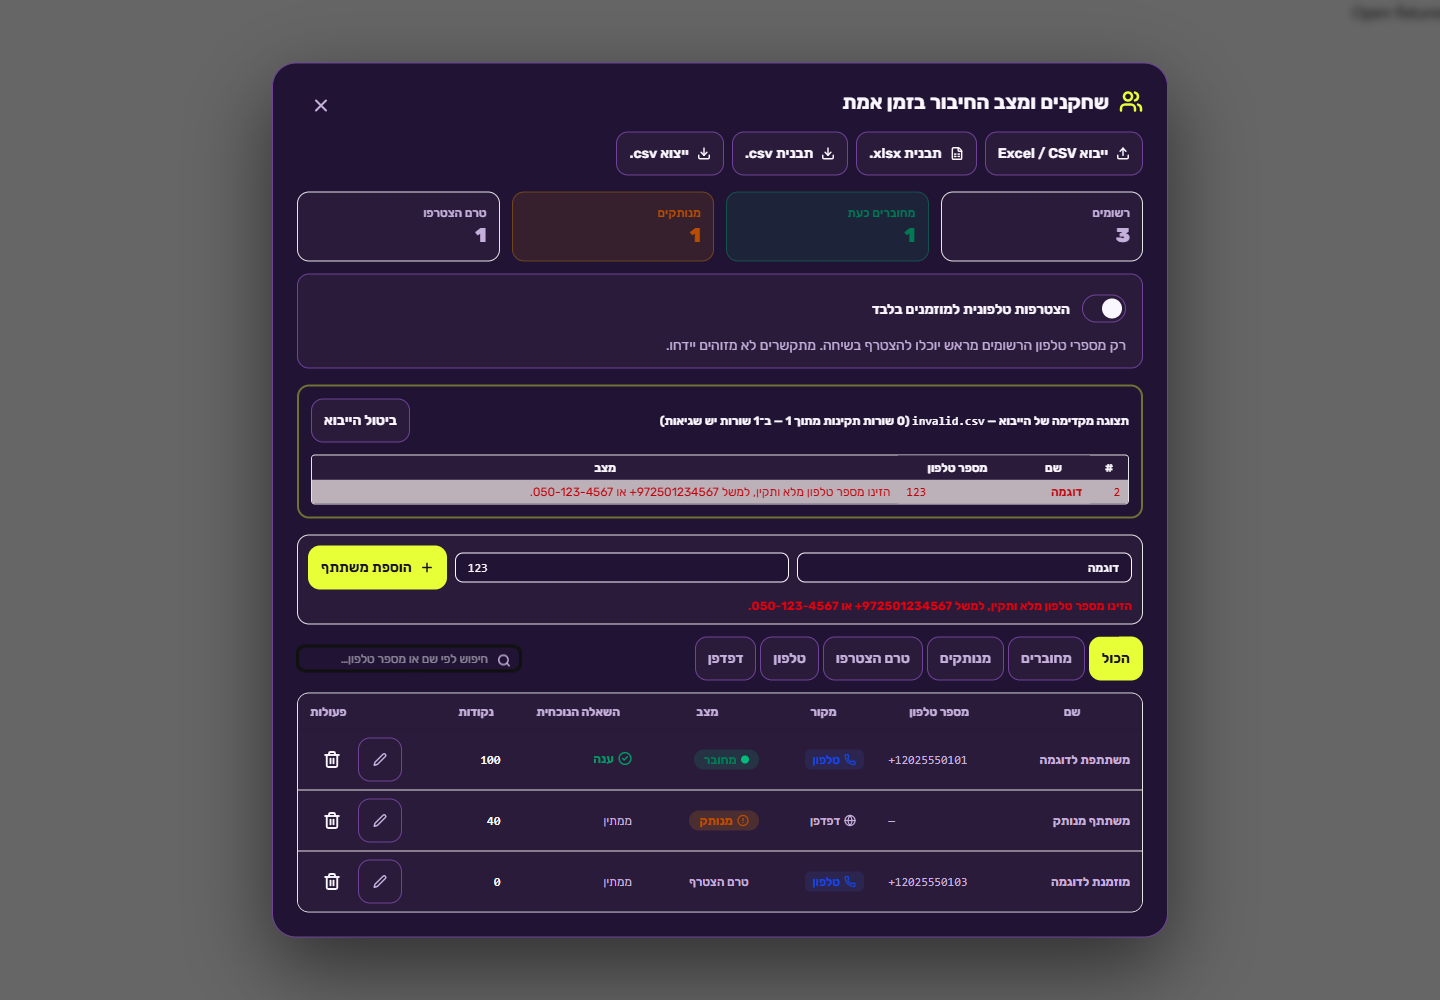 שחקנים ומצב החיבור בזמן אמת
ייבוא Excel / CSV
תבנית xlsx.
תבנית csv.
ייצוא csv.
רשומים
3
מחוברים כעת
1
מנותקים
1
טרם הצטרפו
1
הצטרפות טלפונית למוזמנים בלבד
רק מספרי טלפון הרשומים מראש יוכלו להצטרף בשיחה. מתקשרים לא מזוהים יידחו.
תצוגה מקדימה של הייבוא – invalid.csv (0 שורות תקינות מתוך 1 – ב־1 שורות יש שגיאות)
ביטול הייבוא
# שם מספר טלפון מצב
2 דוגמה 123 הזינו מספר טלפון מלא ותקין, למשל 972501234567+ או 050-123-4567.
דוגמה
123
הוספת משתתף
הזינו מספר טלפון מלא ותקין, למשל 972501234567+ או 050-123-4567.
הכול
מחוברים
מנותקים
טרם הצטרפו
טלפון
דפדפן
חיפוש לפי שם או מספר טלפון...
שם מספר טלפון מקור מצב השאלה הנוכחית נקודות פעולות
משתתפת לדוגמה +12025550101 טלפון מחובר ענה 100
משתתף מנותק – דפדפן מנותק ממתין 40
מוזמנת לדוגמה +12025550103 טלפון טרם הצטרף ממתין 0